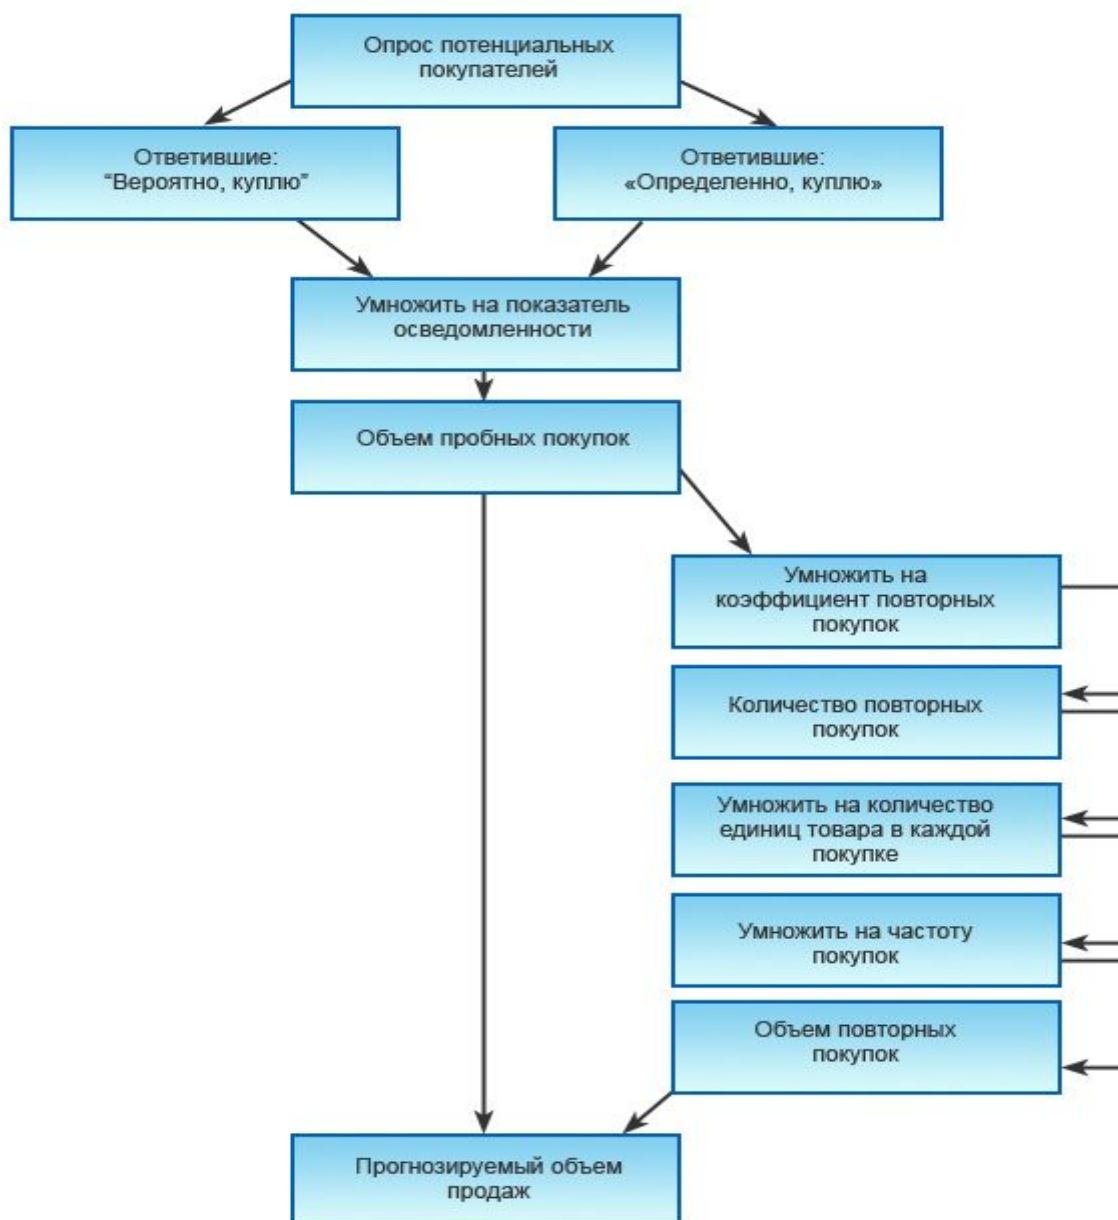 Опрос потенциальных
покупателей
Ответившие:
“Вероятно, куплю”
Ответившие:
«Определенно, куплю»
Умножить на показатель
осведомленности
Объем пробных покупок
Умножить на
коэффициент повторных
покупок
Количество повторных
покупок
Умножить на количество
единиц товара в каждой
покупке
Умножить на частоту
покупок
Объем повторных
покупок
Прогнозируемый объем
продаж